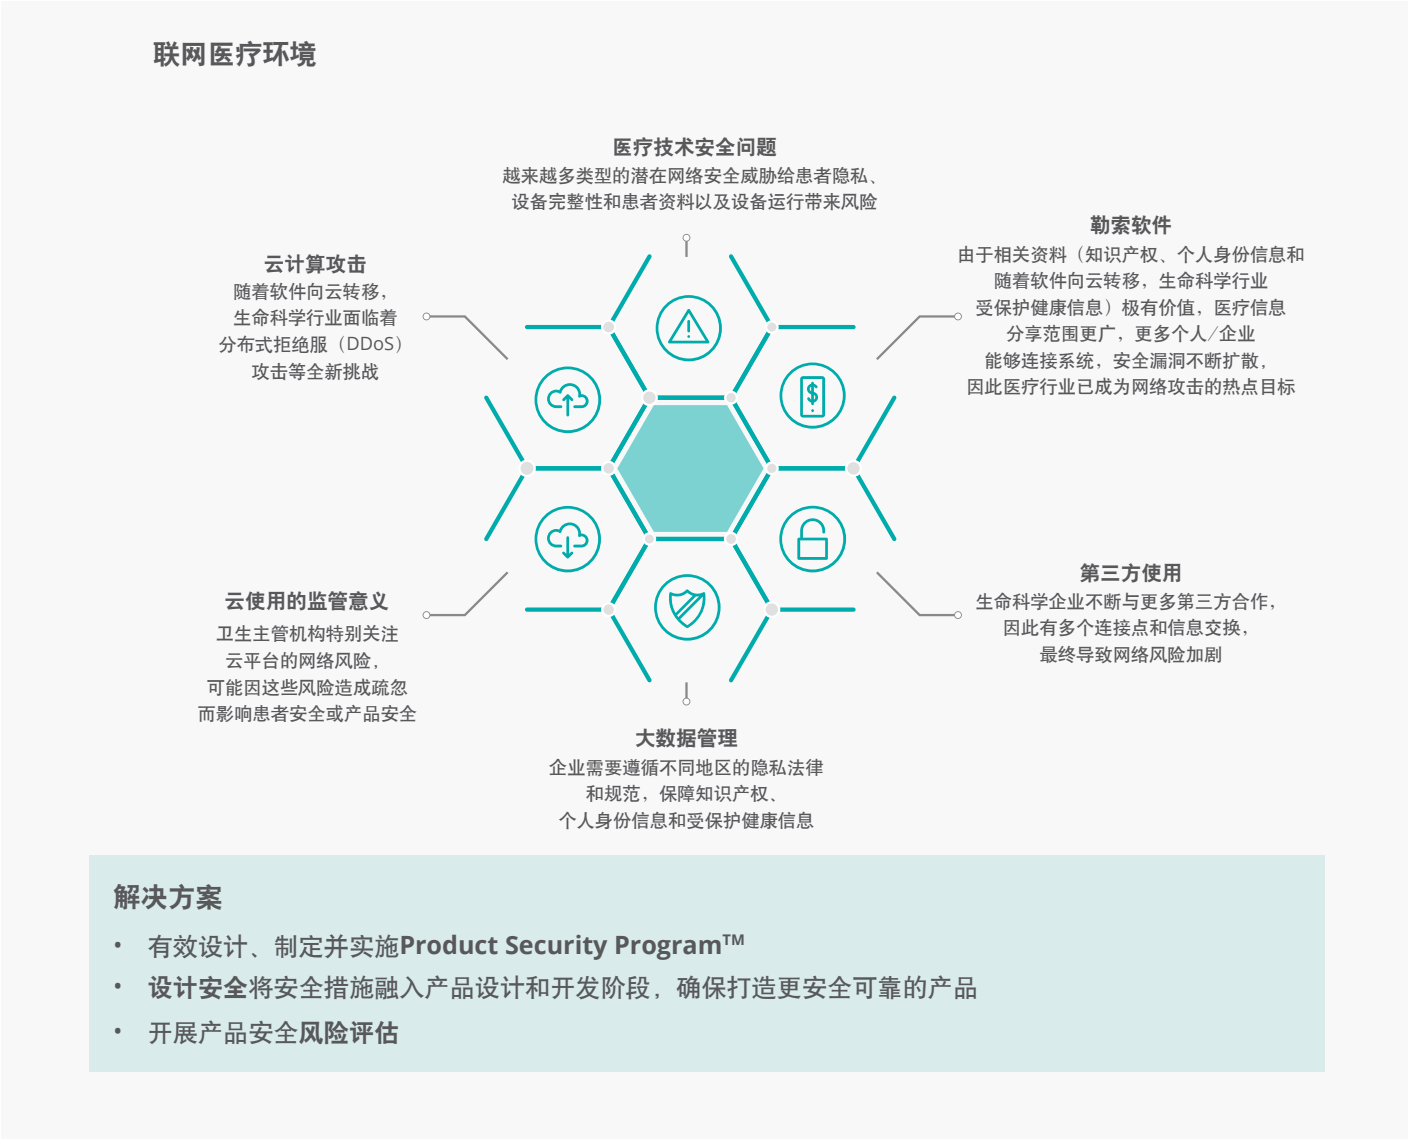 联网医疗环境
医疗技术安全问题
越来越多类型的潜在网络安全威胁给患者隐私、
设备完整性和患者资料以及设备运行带来风险
云计算攻击
随着软件向云转移，
生命科学行业面临着
分布式拒绝服（DDoS）
攻击等全新挑战
勒索软件
由于相关资料（知识产权、个人身份信息和
随着软件向云转移，生命科学行业
受保护健康信息）极有价值，医疗信息
分享范围更广，更多个人/企业
能够连接系统，安全漏洞不断扩散，
因此医疗行业已成为网络攻击的热点目标
云使用的监管意义
卫生主管机构特别关注
云平台的网络风险，
可能因这些风险造成疏忽
而影响患者安全或产品安全
第三方使用
生命科学企业不断与更多第三方合作，
因此有多个连接点和信息交换，
最终导致网络风险加剧
大数据管理
企业需要遵循不同地区的隐私法律
和规范，保障知识产权、
个人身份信息和受保护健康信息
解决方案
• 有效设计、制定并实施Product Security Program™
• 设计安全将安全措施融入产品设计和开发阶段，确保打造更安全可靠的产品
• 开展产品安全风险评估